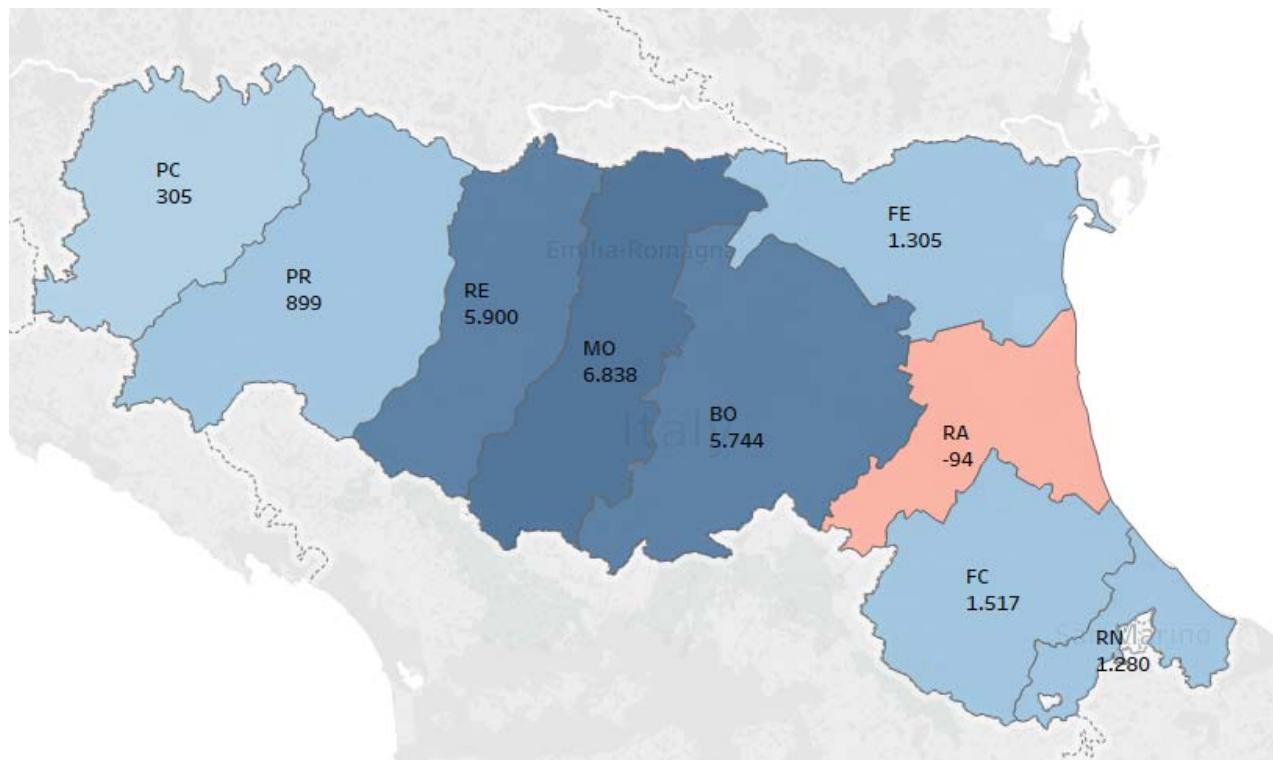 PC
305
PR
899
RE
5.900
MO
6.838
BO
5.744
FE
1.305
RA
-94
FC
1.517
RN
1.280
Emilia-Romagna
Italy
San Marino